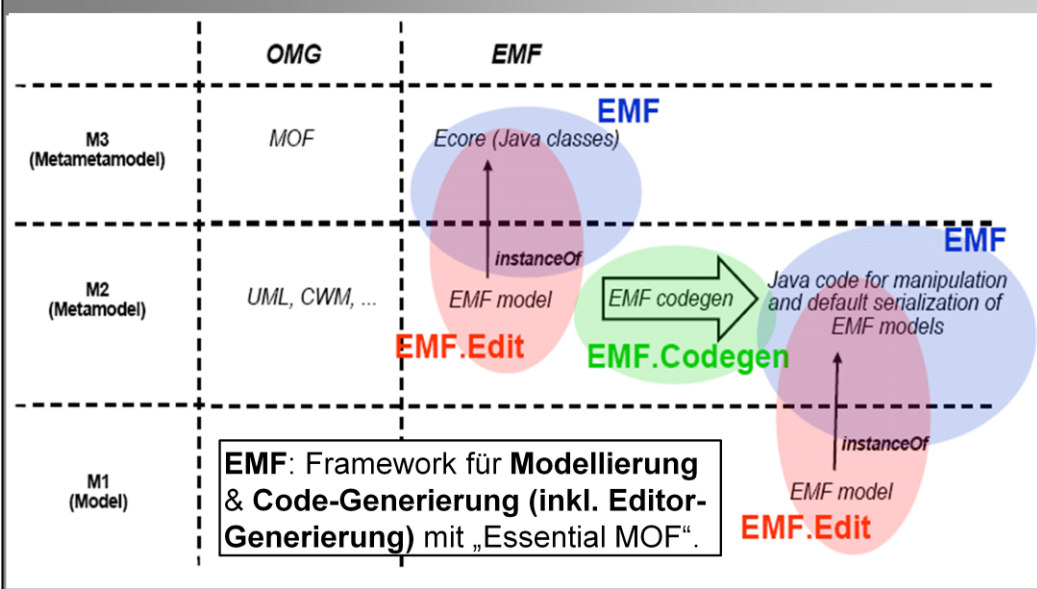 OMG
EMF
M3
(Metametamodel)
MOF
Ecore (Java classes)
EMF
instanceOf
M2
(Metamodel)
UML, CWM, ...
EMF model
EMF.Edit
EMF codegen
EMF.Codegen
EMF
Java code for manipulation
and default serialization of
EMF models
instanceOf
M1
(Model)
EMF: Framework für Modellierung
& Code-Generierung (inkl. Editor-
Generierung) mit „Essential MOF“.
EMF model
EMF.Edit